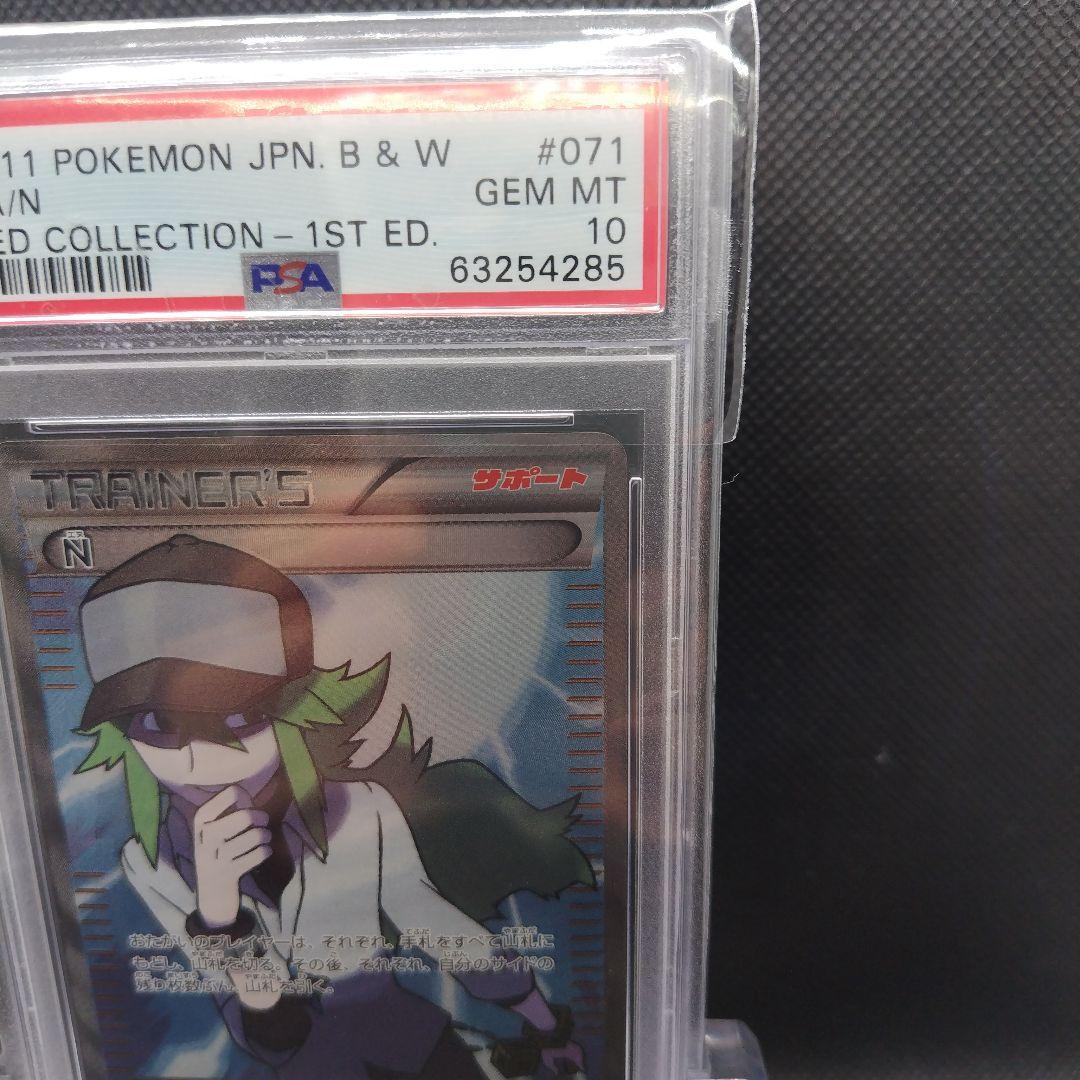 11 POKEMON JPN. B & W #071
A/N GEM MT
ED COLLECTION - 1ST ED. 10
PSA 63254285
TRAINER'S サポート
エヌ
N
おたがいのプレイヤーは、それぞれ、手札をすべて山札に
もどし、山札を切る。その後、それぞれ、自分のサイドの
残り枚数ぶん、山札を引く。